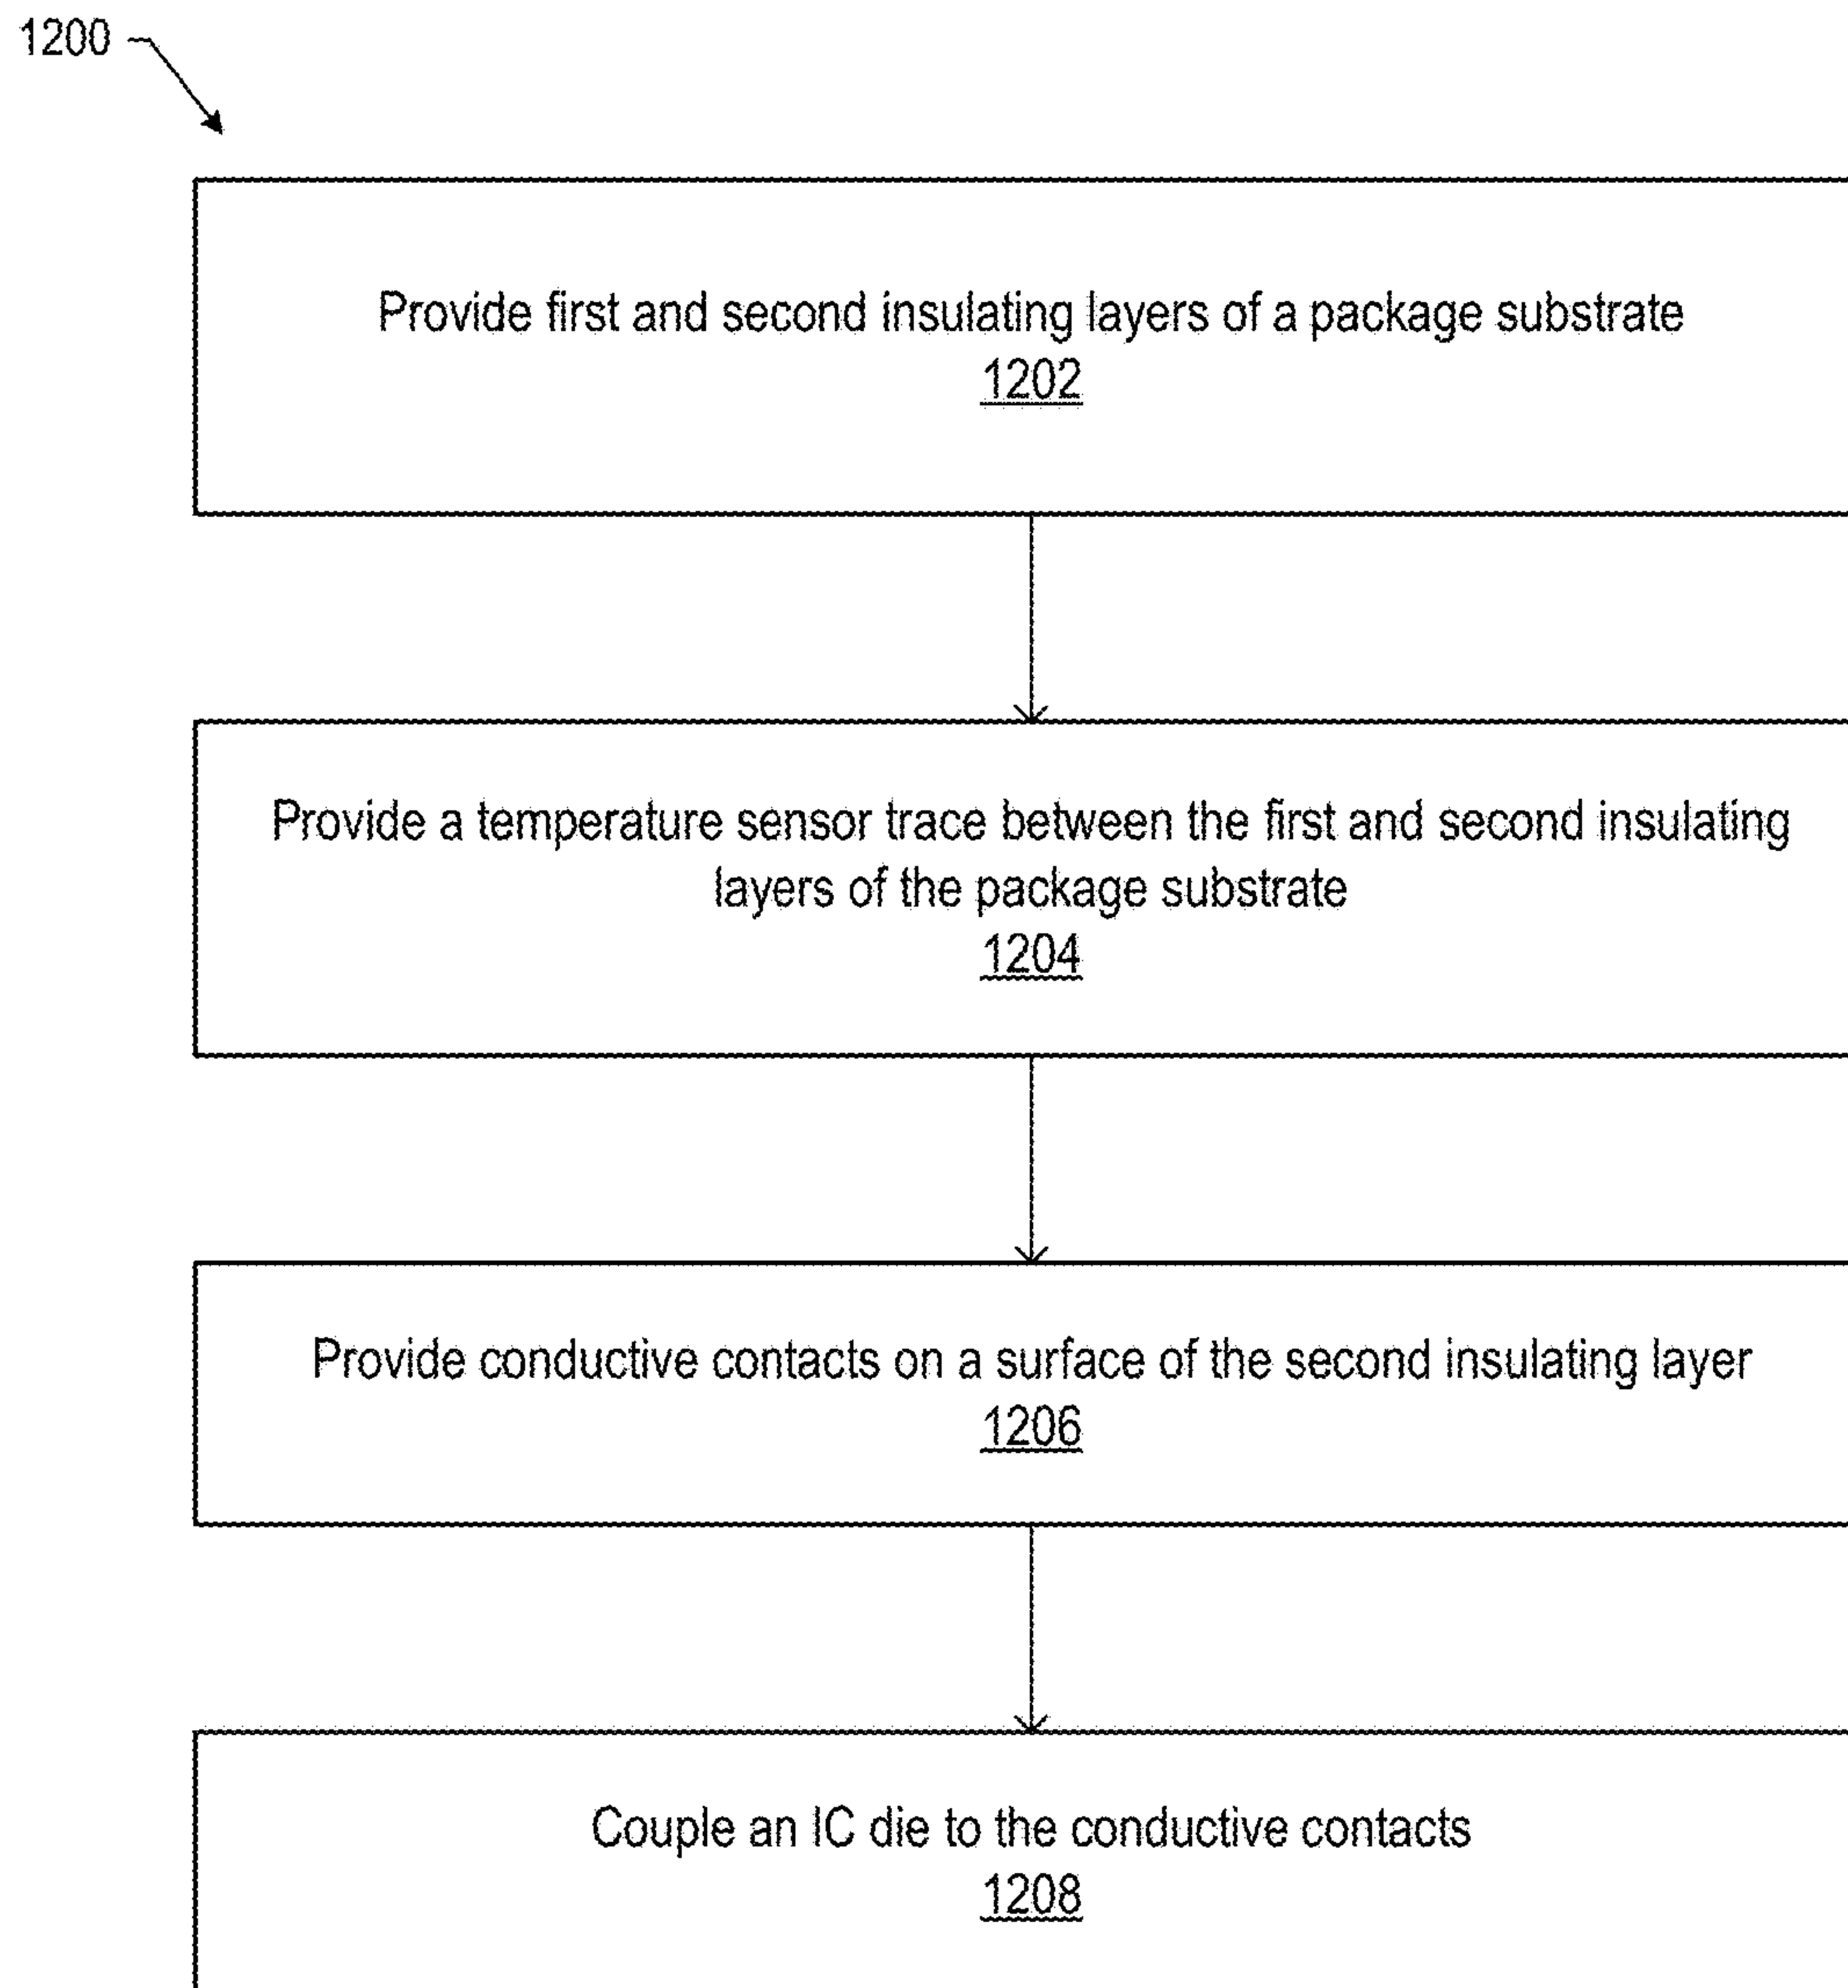 1200
Provide first and second insulating layers of a package substrate
1202
Provide a temperature sensor trace between the first and second insulating
layers of the package substrate
1204
Provide conductive contacts on a surface of the second insulating layer
1206
Couple an IC die to the conductive contacts
1208